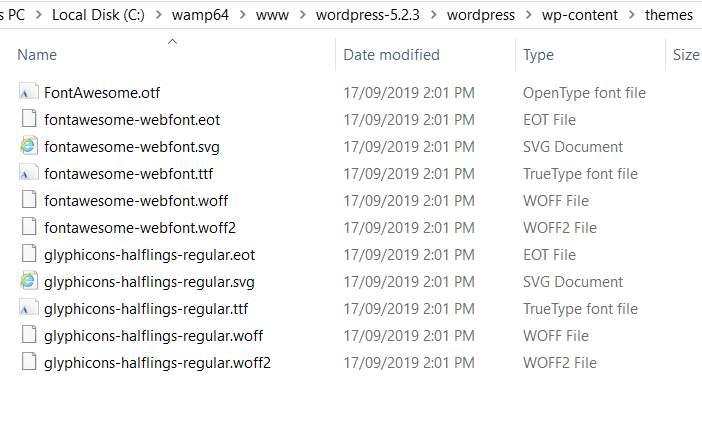 s PC > Local Disk (C:) > wamp64 > www > wordpress-5.2.3 > wordpress > wp-content > themes
Name Date modified Type Size
FontAwesome.otf 17/09/2019 2:01 PM OpenType font file
fontawesome-webfont.eot 17/09/2019 2:01 PM EOT File
fontawesome-webfont.svg 17/09/2019 2:01 PM SVG Document
fontawesome-webfont.ttf 17/09/2019 2:01 PM TrueType font file
fontawesome-webfont.woff 17/09/2019 2:01 PM WOFF File
fontawesome-webfont.woff2 17/09/2019 2:01 PM WOFF2 File
glyphicons-halflings-regular.eot 17/09/2019 2:01 PM EOT File
glyphicons-halflings-regular.svg 17/09/2019 2:01 PM SVG Document
glyphicons-halflings-regular.ttf 17/09/2019 2:01 PM TrueType font file
glyphicons-halflings-regular.woff 17/09/2019 2:01 PM WOFF File
glyphicons-halflings-regular.woff2 17/09/2019 2:01 PM WOFF2 File